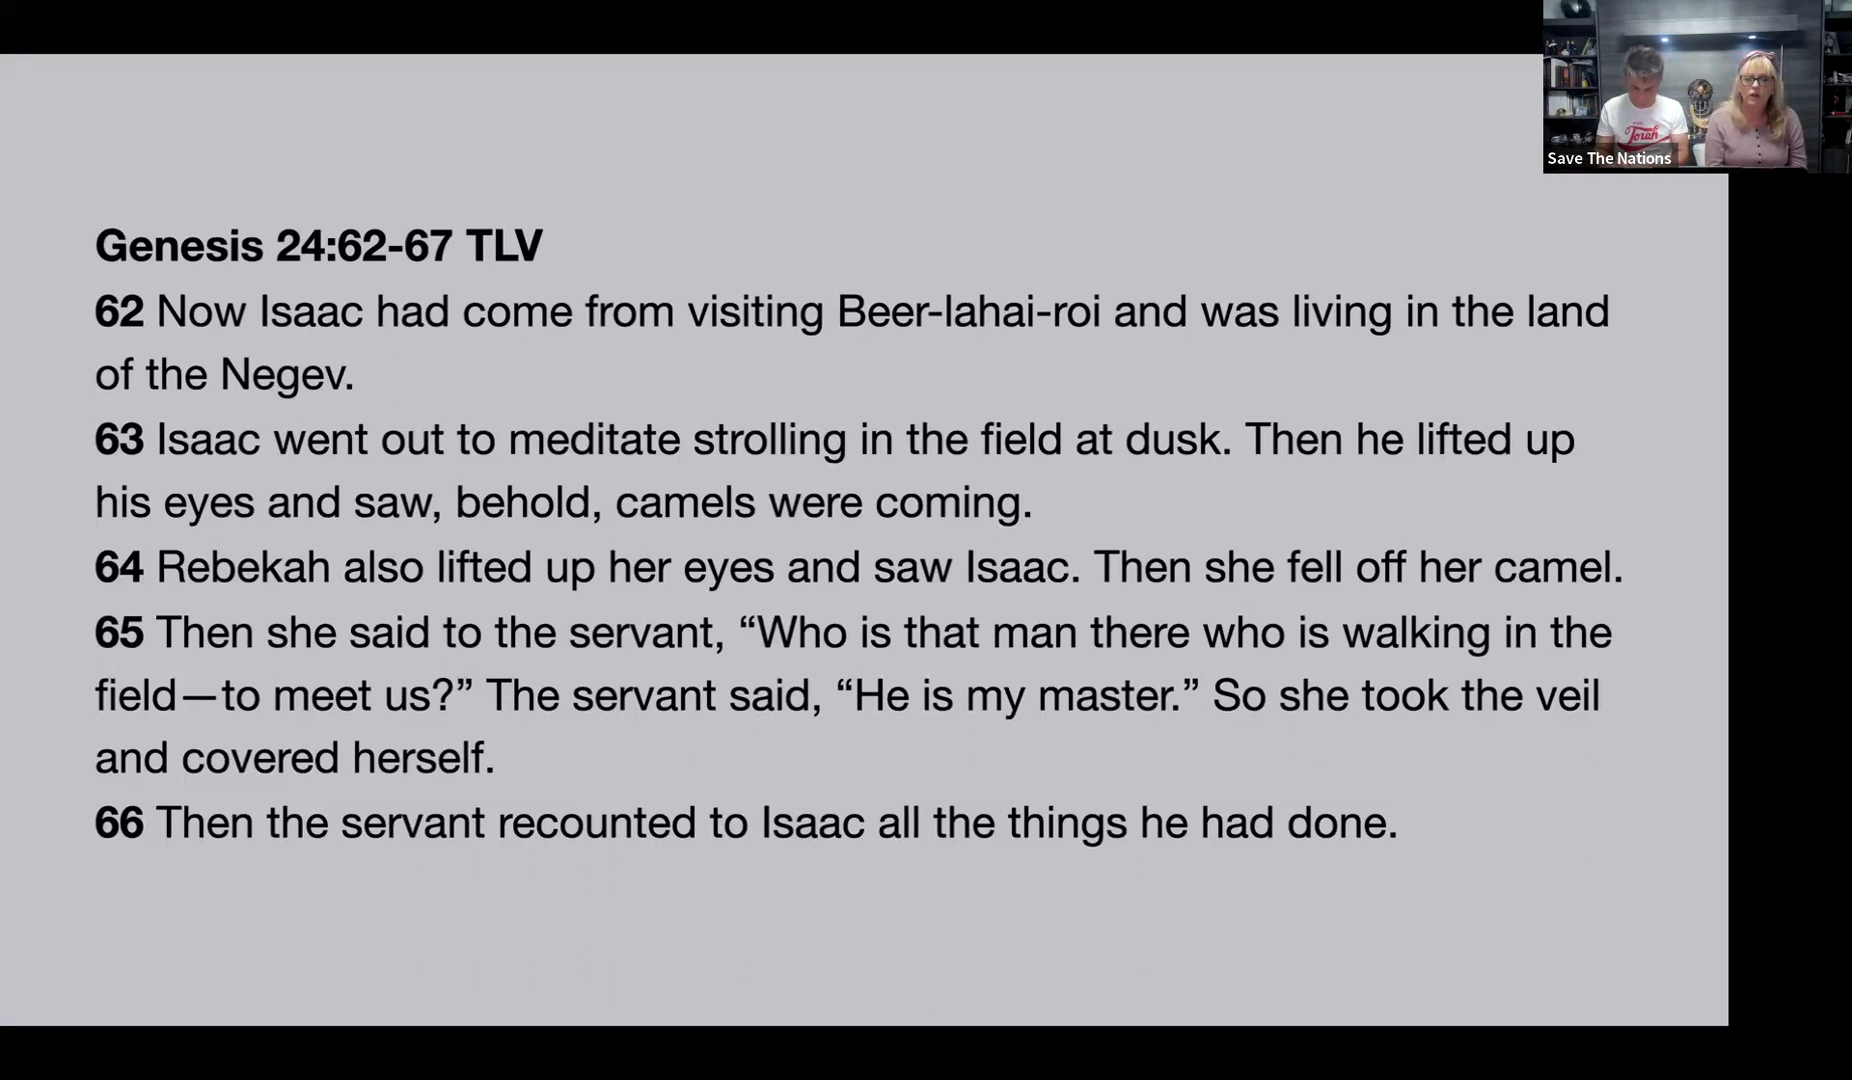 Torah
Save The Nations
Genesis 24:62-67 TLV
62 Now Isaac had come from visiting Beer-lahai-roi and was living in the land
of the Negev.
63 Isaac went out to meditate strolling in the field at dusk. Then he lifted up
his eyes and saw, behold, camels were coming.
64 Rebekah also lifted up her eyes and saw Isaac. Then she fell off her camel.
65 Then she said to the servant, “Who is that man there who is walking in the
field—to meet us?” The servant said, “He is my master.” So she took the veil
and covered herself.
66 Then the servant recounted to Isaac all the things he had done.